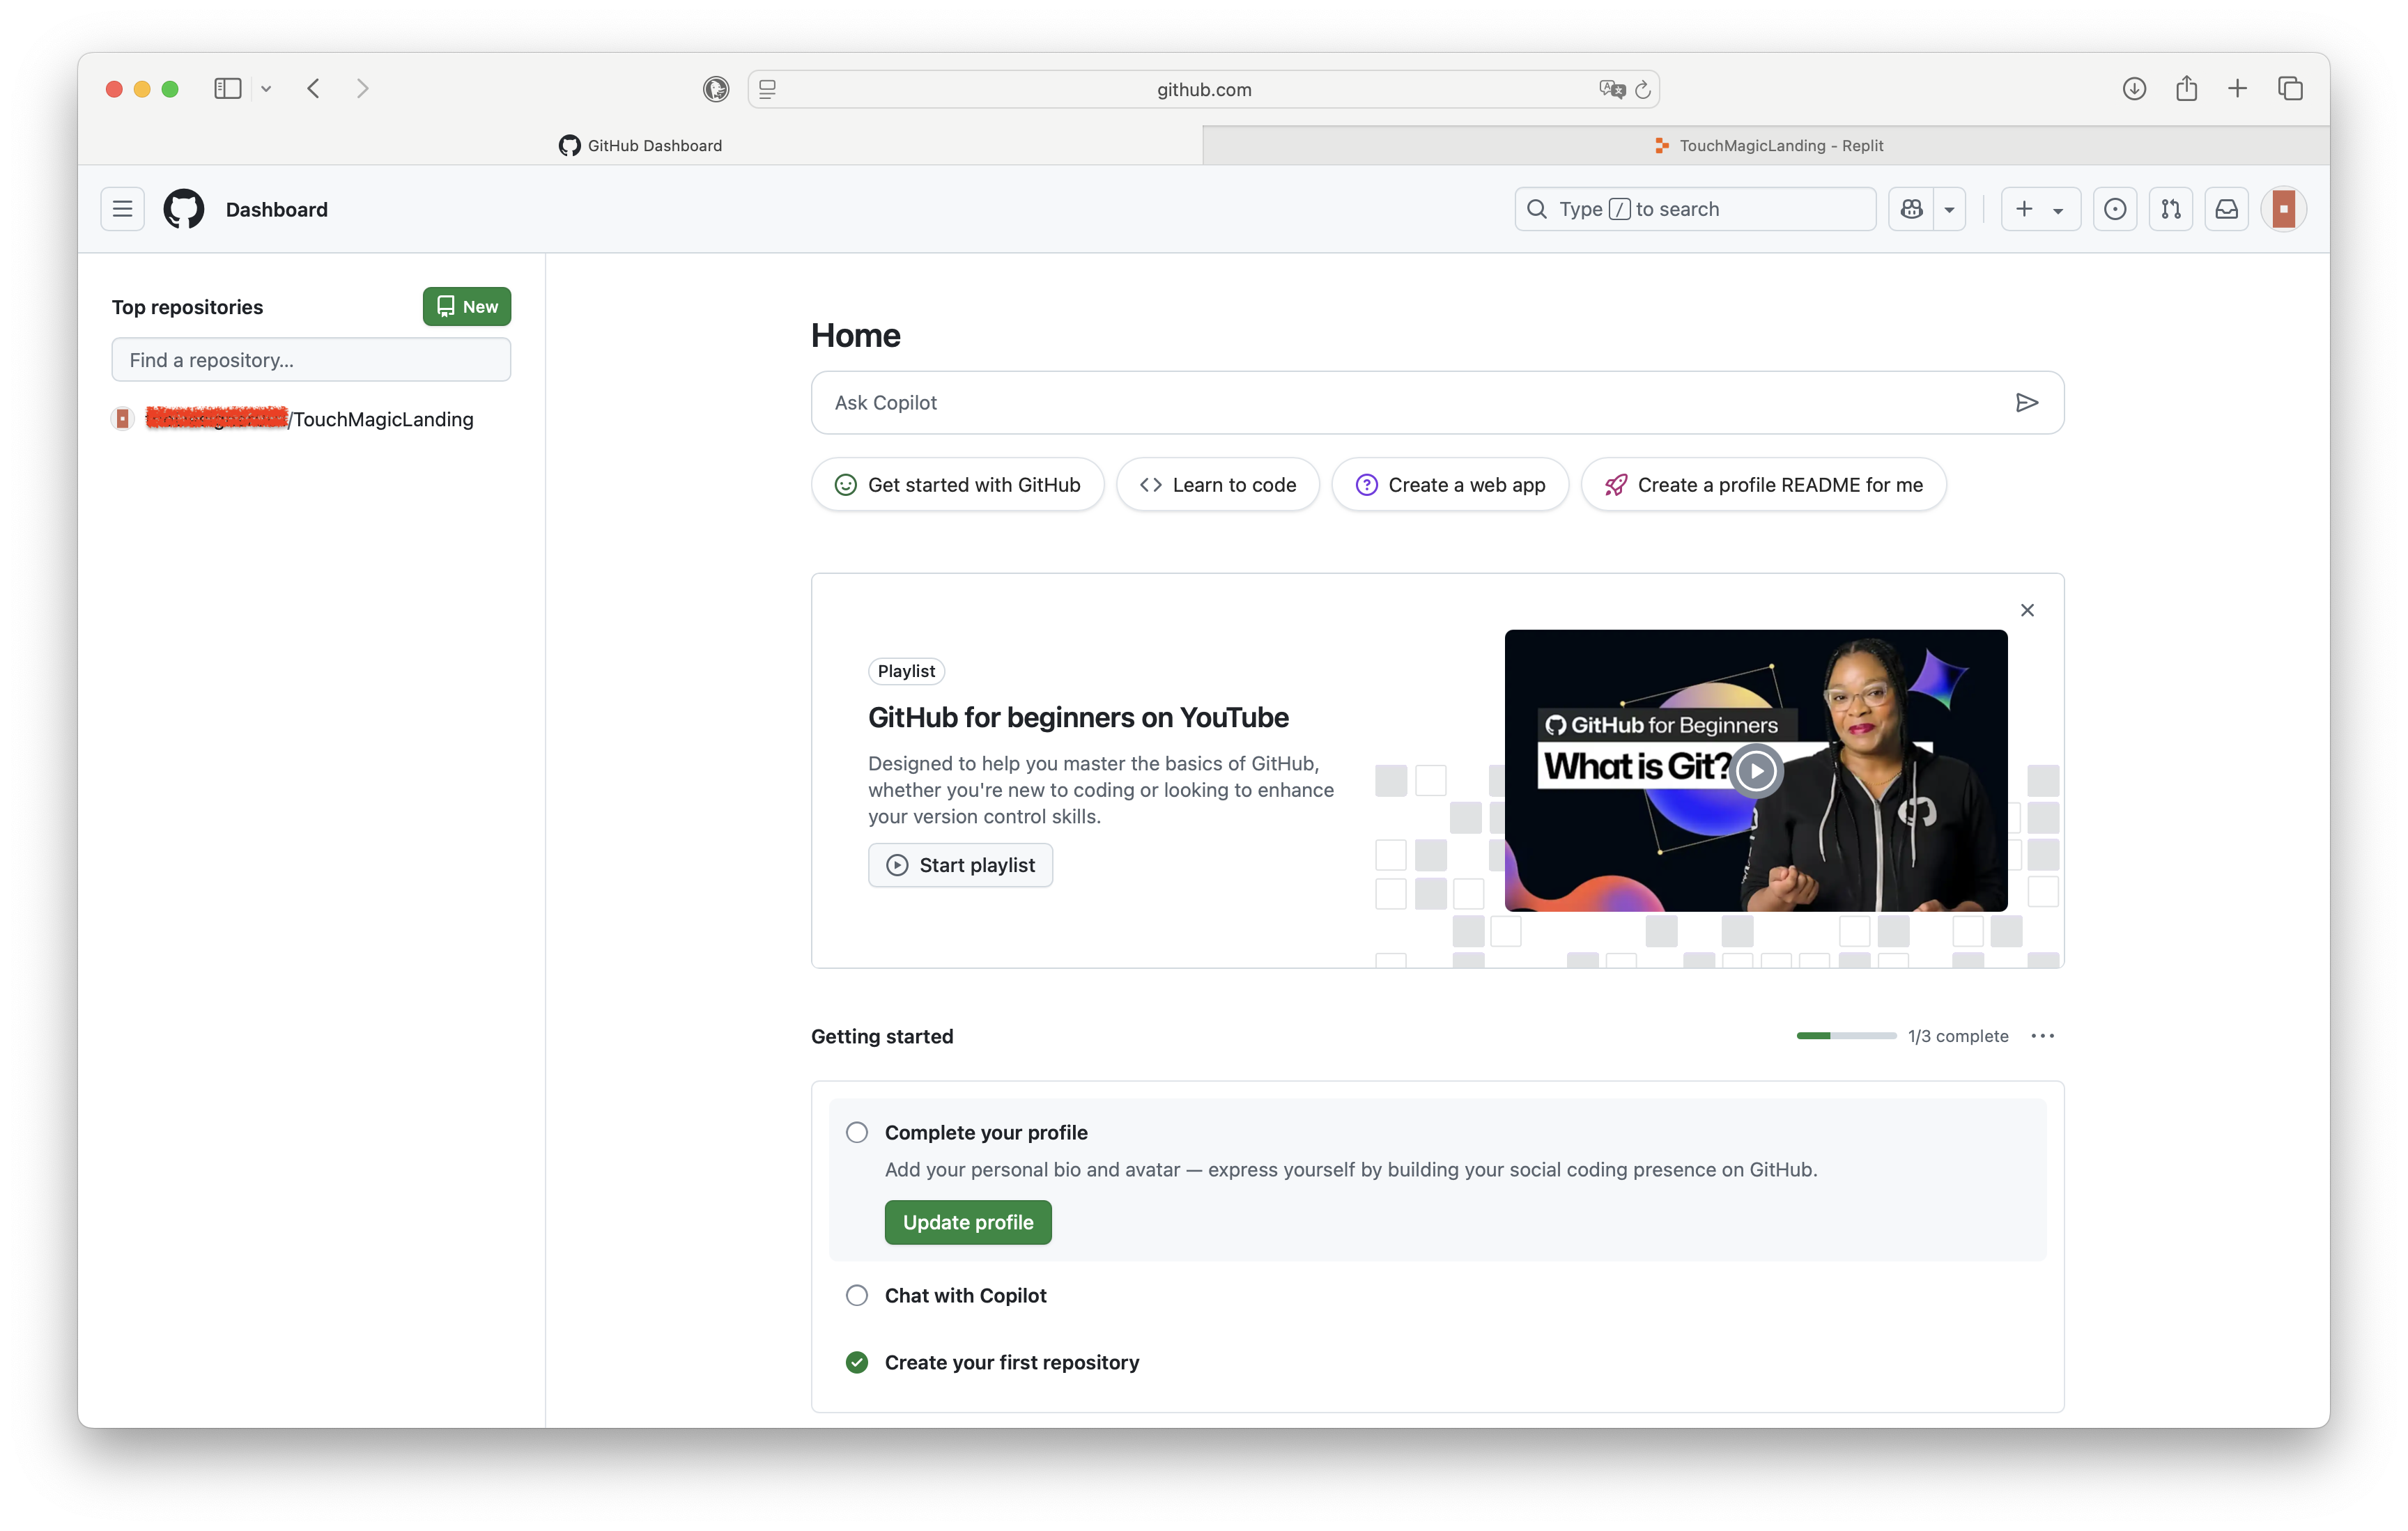 github.com
GitHub Dashboard
TouchMagicLanding - Replit
Dashboard
Type / to search
Top repositories
New
Find a repository...
/TouchMagicLanding
Home
Ask Copilot
Get started with GitHub
Learn to code
Create a web app
Create a profile README for me
Playlist
GitHub for beginners on YouTube
Designed to help you master the basics of GitHub,
whether you're new to coding or looking to enhance
your version control skills.
Start playlist
GitHub for Beginners
What is Git?
Getting started
1/3 complete
Complete your profile
Add your personal bio and avatar — express yourself by building your social coding presence on GitHub.
Update profile
Chat with Copilot
Create your first repository